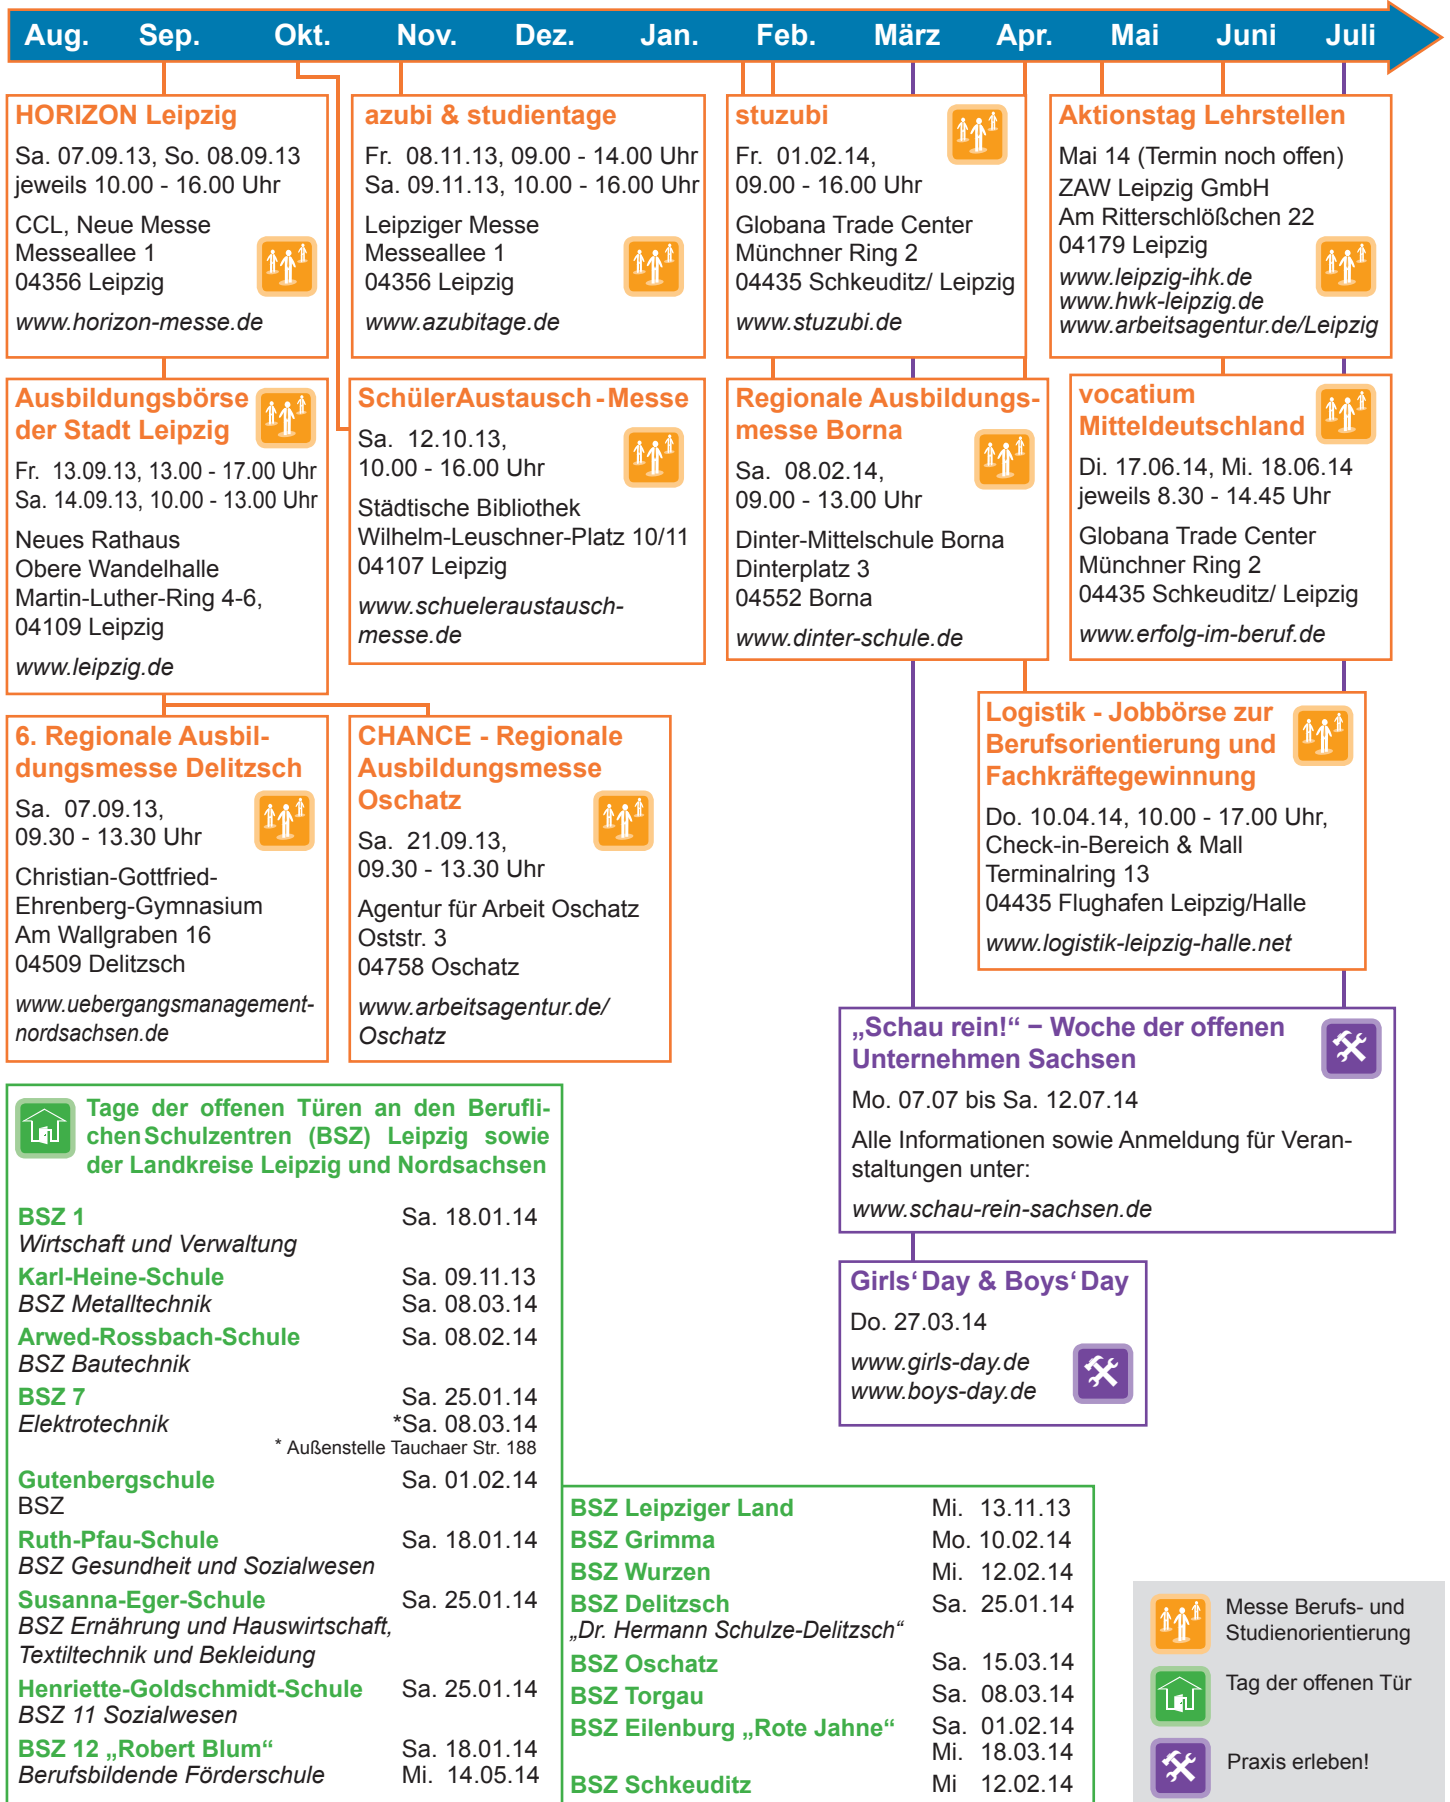 Aug. Sep. Okt. Nov. Dez. Jan. Feb. März Apr. Mai Juni Juli
HORIZON Leipzig
Sa. 07.09.13, So. 08.09.13
jeweils 10.00 - 16.00 Uhr
CCL, Neue Messe
Messeallee 1
04356 Leipzig
www.horizon-messe.de
azubi & studientage
Fr. 08.11.13, 09.00 - 14.00 Uhr
Sa. 09.11.13, 10.00 - 16.00 Uhr
Leipziger Messe
Messeallee 1
04356 Leipzig
www.azubitage.de
stuzubi
Fr. 01.02.14,
09.00 - 16.00 Uhr
Globana Trade Center
Münchner Ring 2
04435 Schkeuditz/ Leipzig
www.stuzubi.de
Aktionstag Lehrstellen
Mai 14 (Termin noch offen)
ZAW Leipzig GmbH
Am Ritterschlößchen 22
04179 Leipzig
www.leipzig-ihk.de
www.hwk-leipzig.de
www.arbeitsagentur.de/Leipzig
Ausbildungsbörse
der Stadt Leipzig
Fr. 13.09.13, 13.00 - 17.00 Uhr
Sa. 14.09.13, 10.00 - 13.00 Uhr
Neues Rathaus
Obere Wandelhalle
Martin-Luther-Ring 4-6,
04109 Leipzig
www.leipzig.de
SchülerAustausch - Messe
Sa. 12.10.13,
10.00 - 16.00 Uhr
Städtische Bibliothek
Wilhelm-Leuschner-Platz 10/11
04107 Leipzig
www.schueleraustausch-
messe.de
Regionale Ausbildungs-
messe Borna
Sa. 08.02.14,
09.00 - 13.00 Uhr
Dinter-Mittelschule Borna
Dinterplatz 3
04552 Borna
www.dinter-schule.de
vocatium
Mitteldeutschland
Di. 17.06.14, Mi. 18.06.14
jeweils 8.30 - 14.45 Uhr
Globana Trade Center
Münchner Ring 2
04435 Schkeuditz/ Leipzig
www.erfolg-im-beruf.de
6. Regionale Ausbil-
dungsmesse Delitzsch
Sa. 07.09.13,
09.30 - 13.30 Uhr
Christian-Gottfried-
Ehrenberg-Gymnasium
Am Wallgraben 16
04509 Delitzsch
www.uebergangsmanagement-
nordsachsen.de
CHANCE - Regionale
Ausbildungsmesse
Oschatz
Sa. 21.09.13,
09.30 - 13.30 Uhr
Agentur für Arbeit Oschatz
Oststr. 3
04758 Oschatz
www.arbeitsagentur.de/
Oschatz
Logistik - Jobbörse zur
Berufsorientierung und
Fachkräftegewinnung
Do. 10.04.14, 10.00 - 17.00 Uhr,
Check-in-Bereich & Mall
Terminalring 13
04435 Flughafen Leipzig/Halle
www.logistik-leipzig-halle.net
„Schau rein!“ – Woche der offenen
Unternehmen Sachsen
Mo. 07.07 bis Sa. 12.07.14
Alle Informationen sowie Anmeldung für Veran-
staltungen unter:
www.schau-rein-sachsen.de
Girls‘ Day & Boys‘ Day
Do. 27.03.14
www.girls-day.de
www.boys-day.de
Tage der offenen Türen an den Berufli-
chen Schulzentren (BSZ) Leipzig sowie
der Landkreise Leipzig und Nordsachsen
BSZ 1 Sa. 18.01.14
Wirtschaft und Verwaltung
Karl-Heine-Schule Sa. 09.11.13
BSZ Metalltechnik Sa. 08.03.14
Arwed-Rossbach-Schule Sa. 08.02.14
BSZ Bautechnik
BSZ 7 Sa. 25.01.14
Elektrotechnik *Sa. 08.03.14
* Außenstelle Tauchaer Str. 188
Gutenbergschule Sa. 01.02.14
BSZ
Ruth-Pfau-Schule Sa. 18.01.14
BSZ Gesundheit und Sozialwesen
Susanna-Eger-Schule Sa. 25.01.14
BSZ Ernährung und Hauswirtschaft,
Textiltechnik und Bekleidung
Henriette-Goldschmidt-Schule Sa. 25.01.14
BSZ 11 Sozialwesen
BSZ 12 „Robert Blum“ Sa. 18.01.14
Berufsbildende Förderschule Mi. 14.05.14
BSZ Leipziger Land Mi. 13.11.13
BSZ Grimma Mo. 10.02.14
BSZ Wurzen Mi. 12.02.14
BSZ Delitzsch Sa. 25.01.14
„Dr. Hermann Schulze-Delitzsch“
BSZ Oschatz Sa. 15.03.14
BSZ Torgau Sa. 08.03.14
BSZ Eilenburg „Rote Jahne“ Sa. 01.02.14
Mi. 18.03.14
BSZ Schkeuditz Mi 12.02.14
Messe Berufs- und
Studienorientierung
Tag der offenen Tür
Praxis erleben!